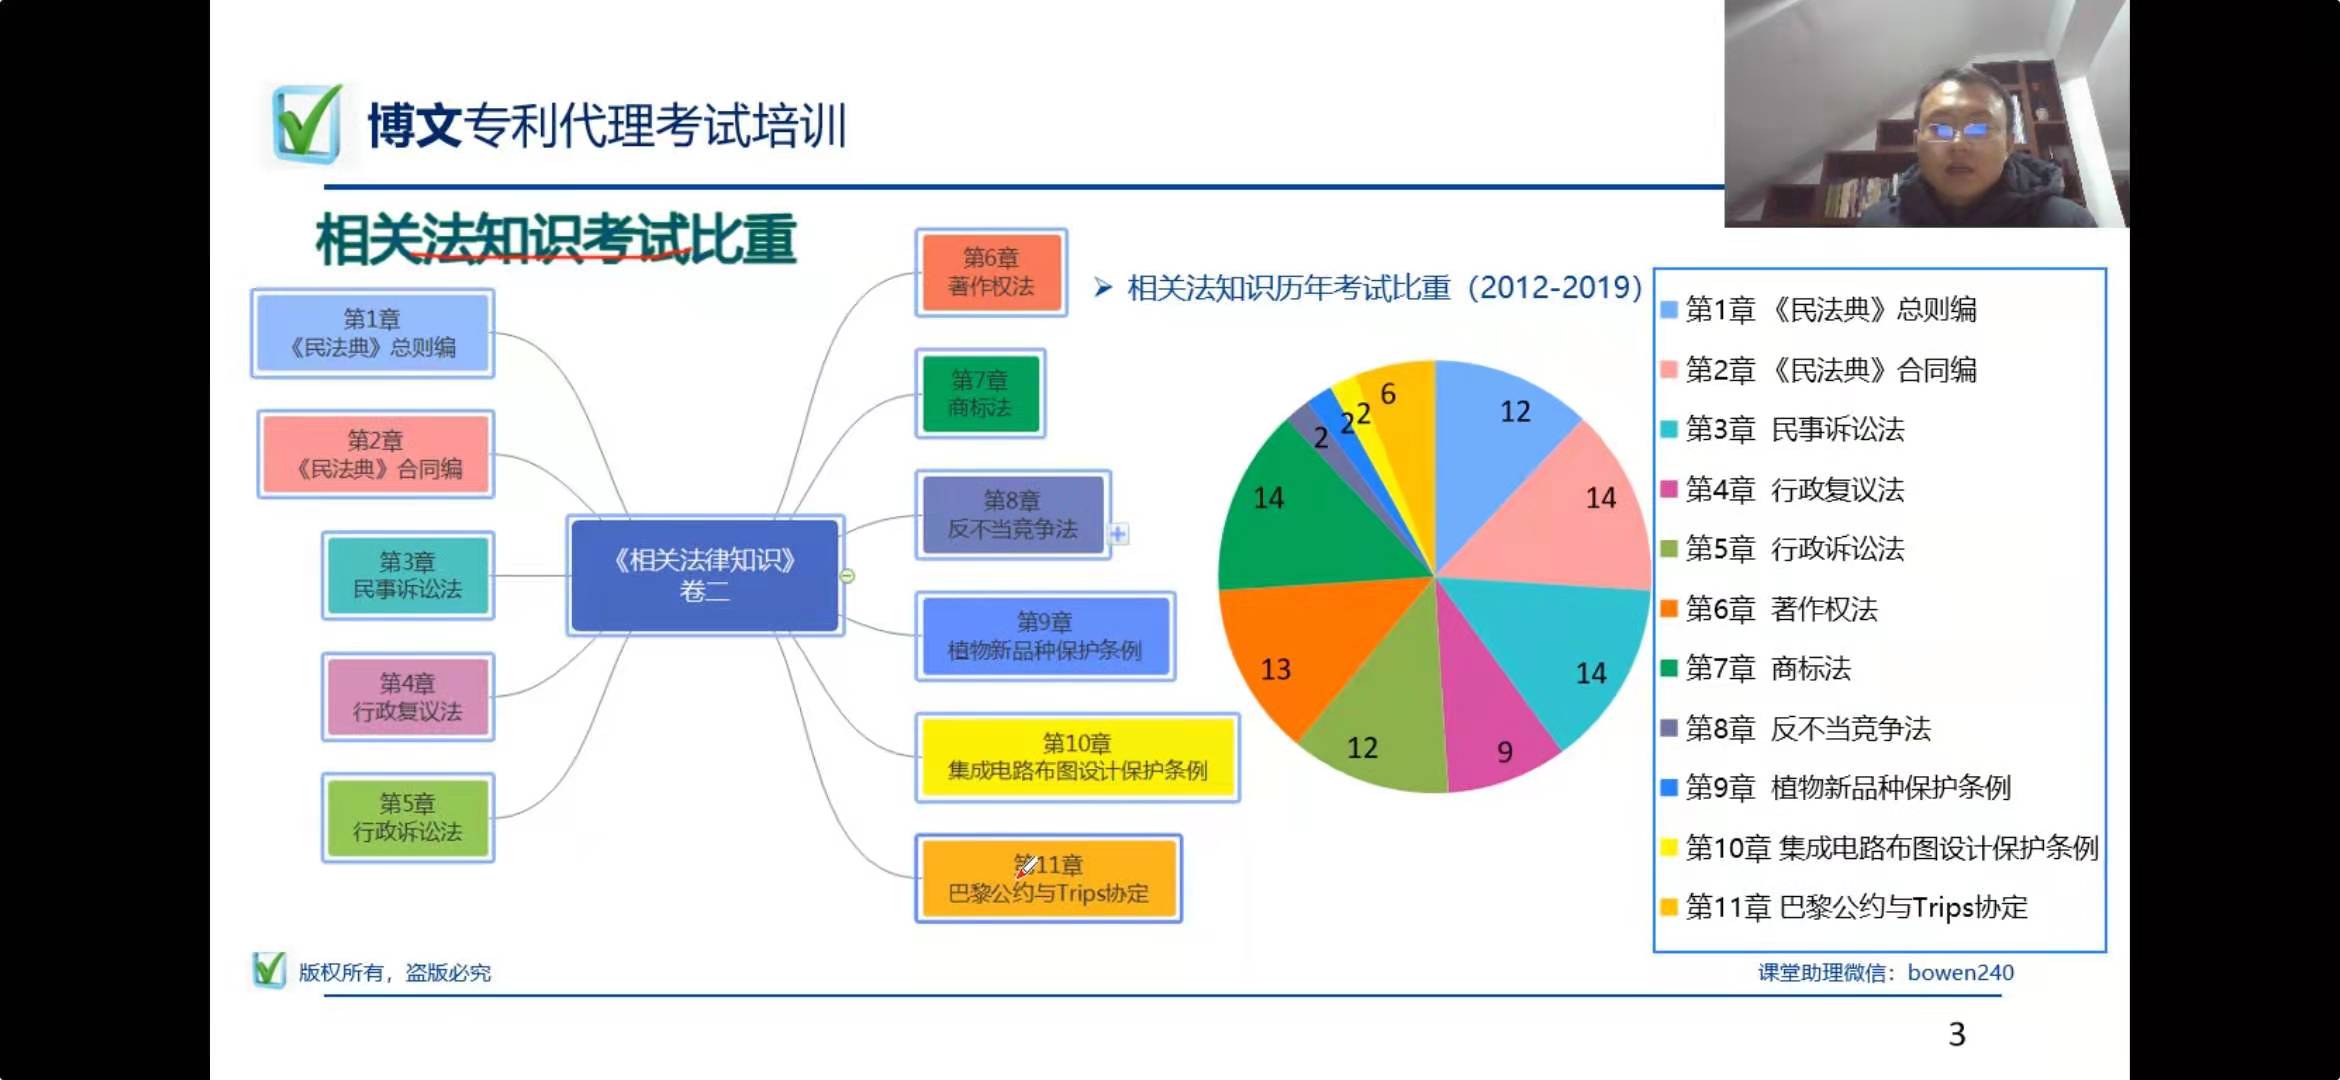 博文专利代理考试培训
相关法知识考试比重
第1章
《民法典》总则编
第2章
《民法典》合同编
第3章
民事诉讼法
第4章
行政复议法
第5章
行政诉讼法
《相关法律知识》
卷二
第6章
著作权法
第7章
商标法
第8章
反不当竞争法
第9章
植物新品种保护条例
第10章
集成电路布图设计保护条例
第11章
巴黎公约与Trips协定
➢ 相关法知识历年考试比重（2012-2019）
12
14
14
9
12
13
14
2
2
2
6
第1章 《民法典》总则编
第2章 《民法典》合同编
第3章 民事诉讼法
第4章 行政复议法
第5章 行政诉讼法
第6章 著作权法
第7章 商标法
第8章 反不当竞争法
第9章 植物新品种保护条例
第10章 集成电路布图设计保护条例
第11章 巴黎公约与Trips协定
版权所有，盗版必究
课堂助理微信：bowen240
3